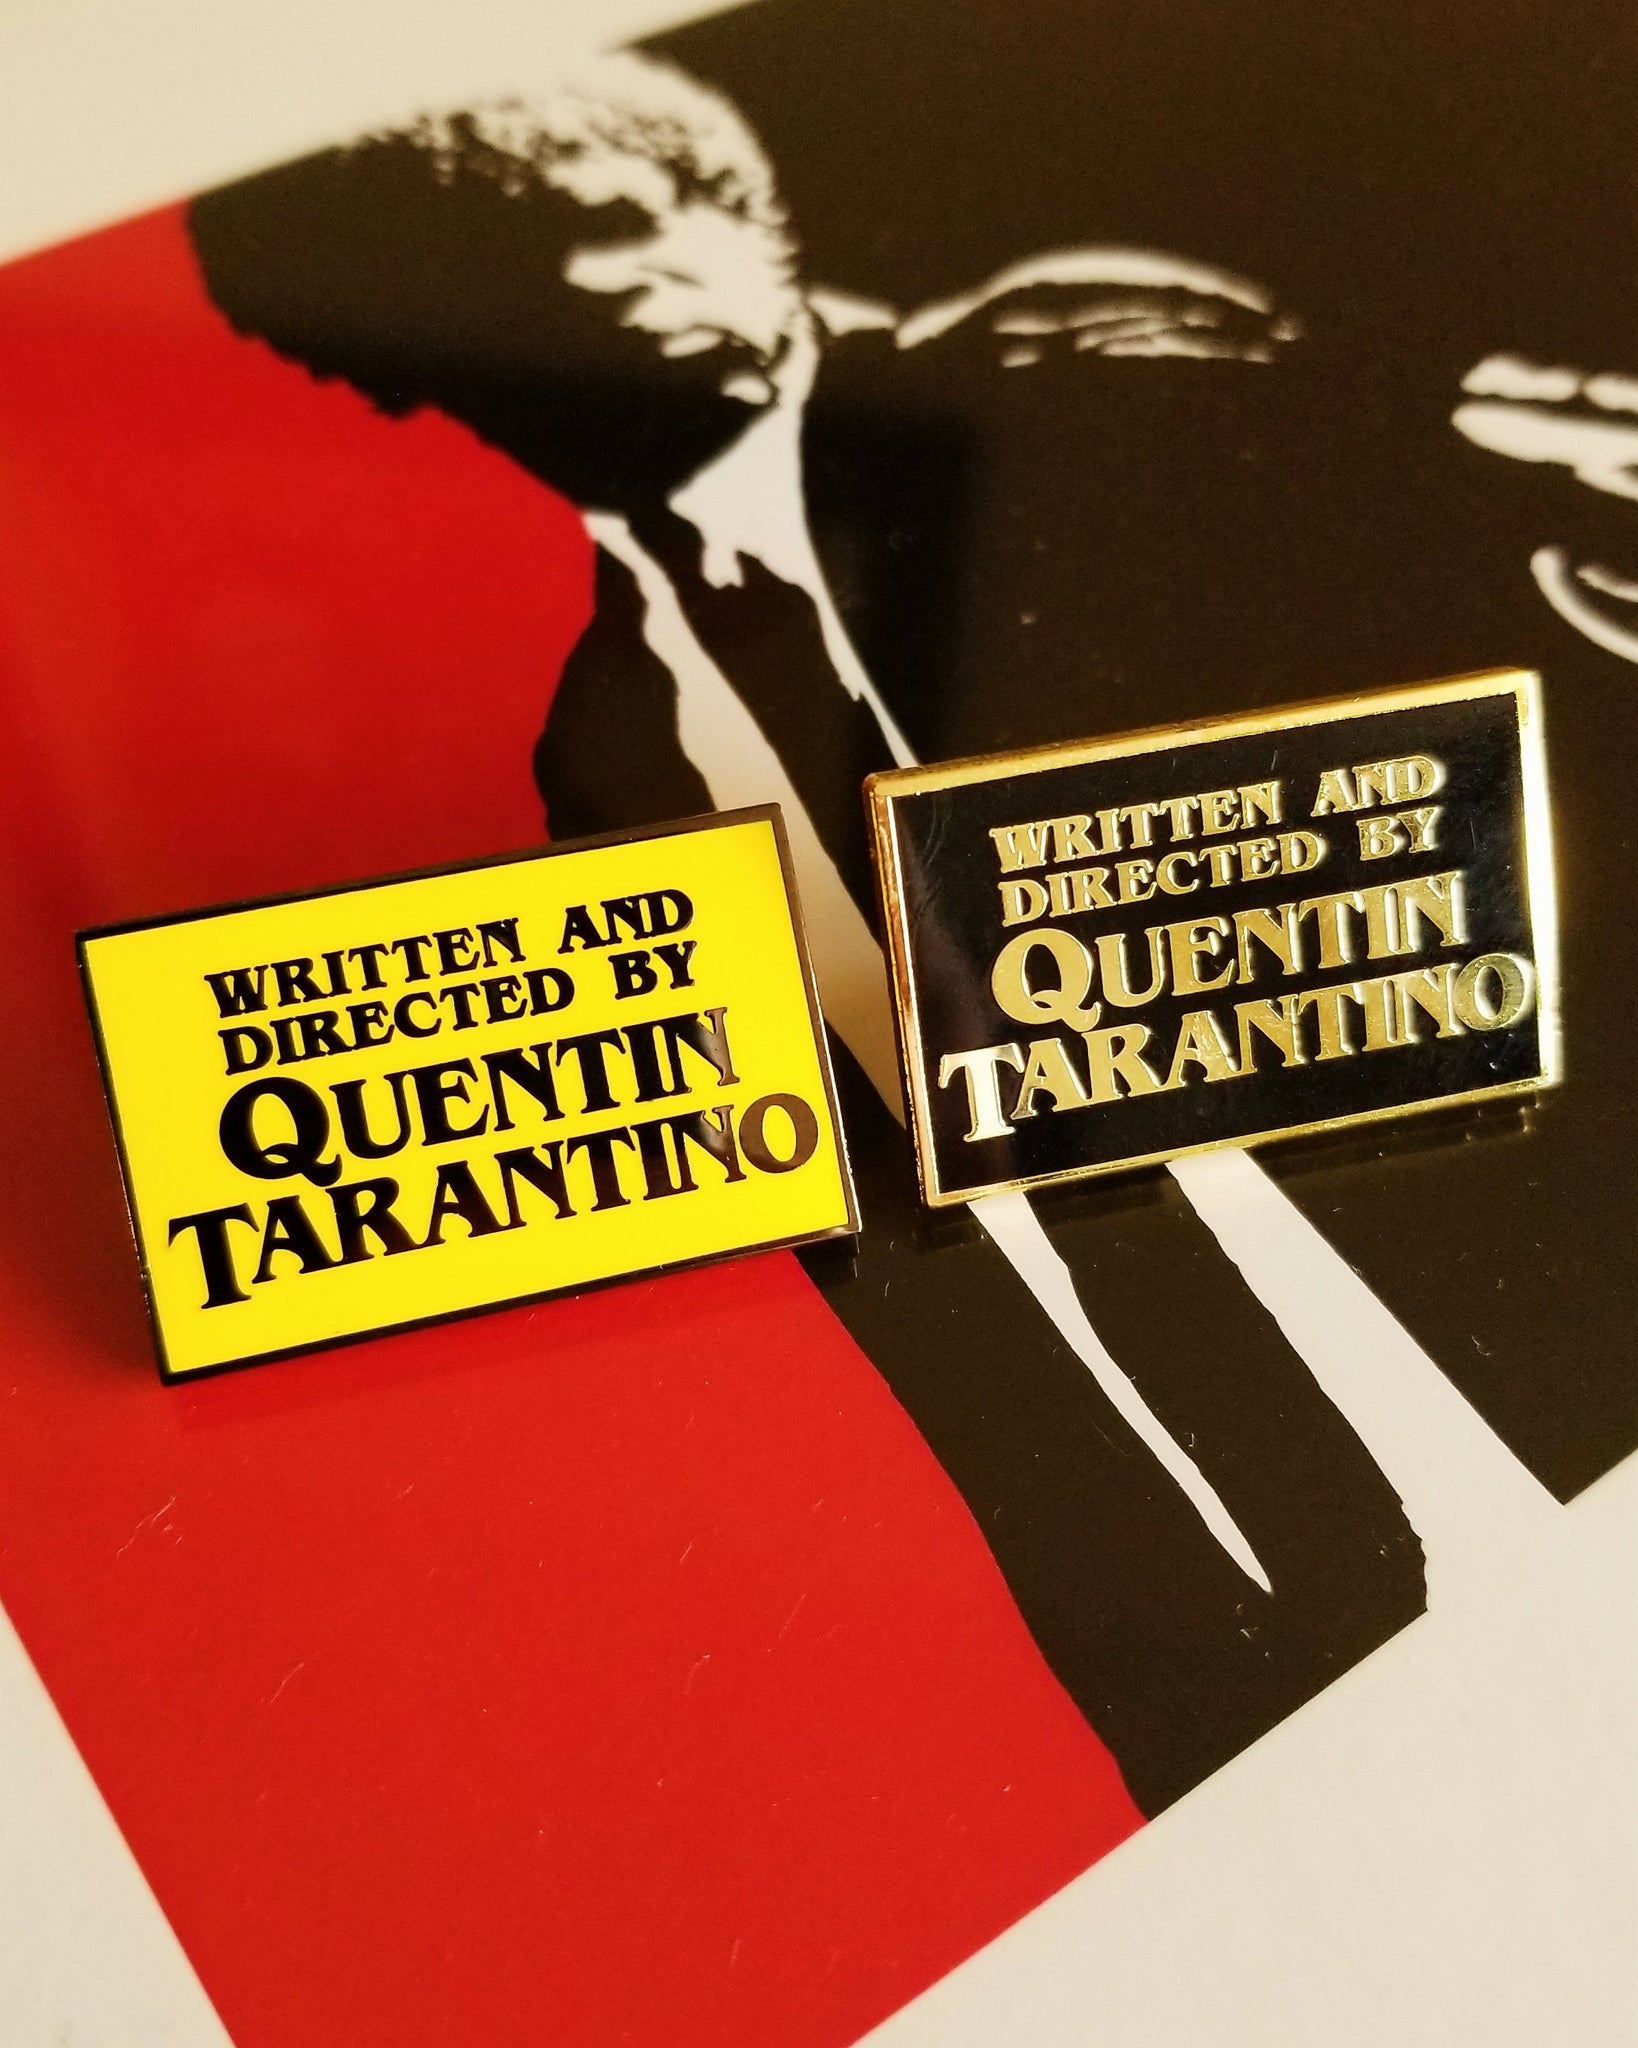 WRITTEN AND
DIRECTED BY
QUENTIN
TARANTINO
WRITTEN AND
DIRECTED BY
QUENTIN
TARANTINO